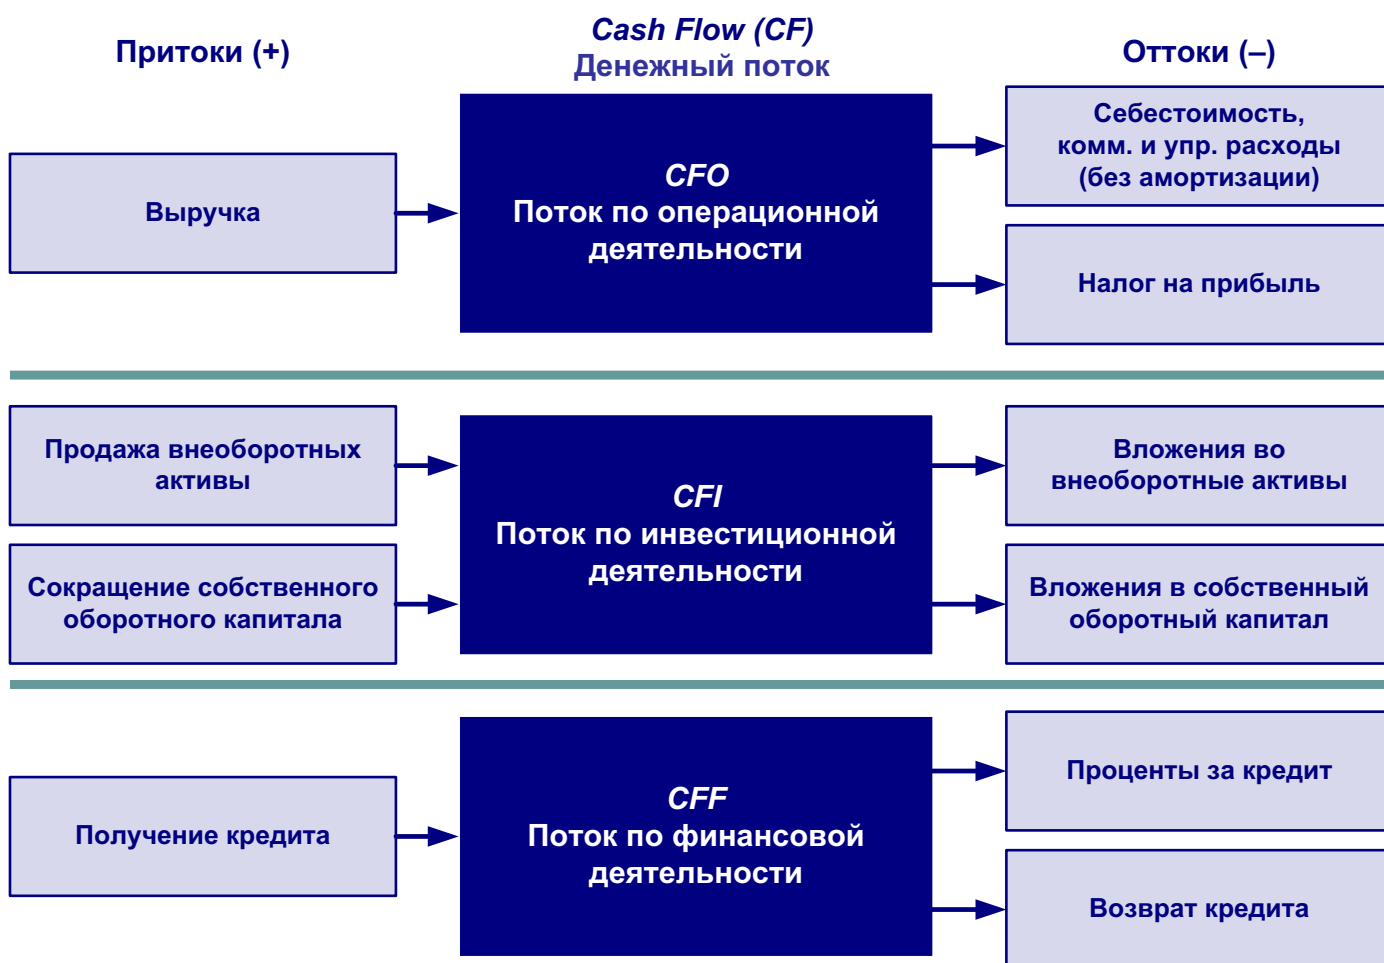 Притоки (+)
Cash Flow (CF)
Денежный поток
Оттоки (–)
Выручка
CFO
Поток по операционной
деятельности
Себестоимость,
комм. и упр. расходы
(без амортизации)
Налог на прибыль
Продажа внеоборотных
активы
Сокращение собственного
оборотного капитала
CFI
Поток по инвестиционной
деятельности
Вложения во
внеоборотные активы
Вложения в собственный
оборотный капитал
Получение кредита
CFF
Поток по финансовой
деятельности
Проценты за кредит
Возврат кредита